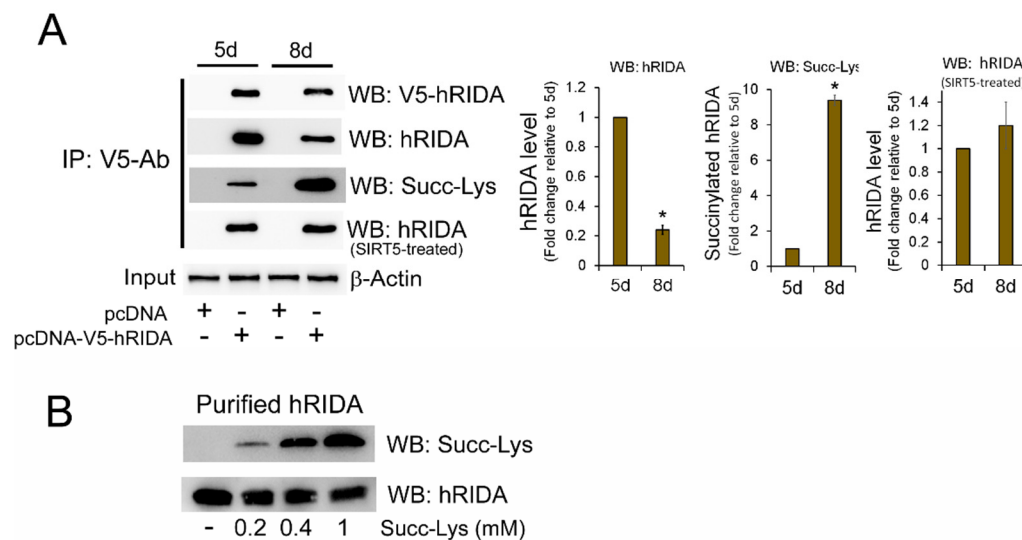 A
5d 8d
IP: V5-Ab
WB: V5-hRIDA
WB: hRIDA
WB: Succ-Lys
WB: hRIDA
(SIRT5-treated)
Input
β-Actin
pcDNA + - + -
pcDNA-V5-hRIDA - + - +
WB: hRIDA
hRIDA level
(Fold change relative to 5d)
1.2
1
0.8
0.6
0.4
0.2
0
*
5d 8d
WB: Succ-Lys
Succinylated hRIDA
(Fold change relative to 5d)
10
8
6
4
2
0
*
5d 8d
WB: hRIDA
(SIRT5-treated)
hRIDA level
(Fold change relative to 5d)
1.4
1.2
1
0.8
0.6
0.4
0.2
0
5d 8d
B
Purified hRIDA
WB: Succ-Lys
WB: hRIDA
- 0.2 0.4 1 Succ-Lys (mM)